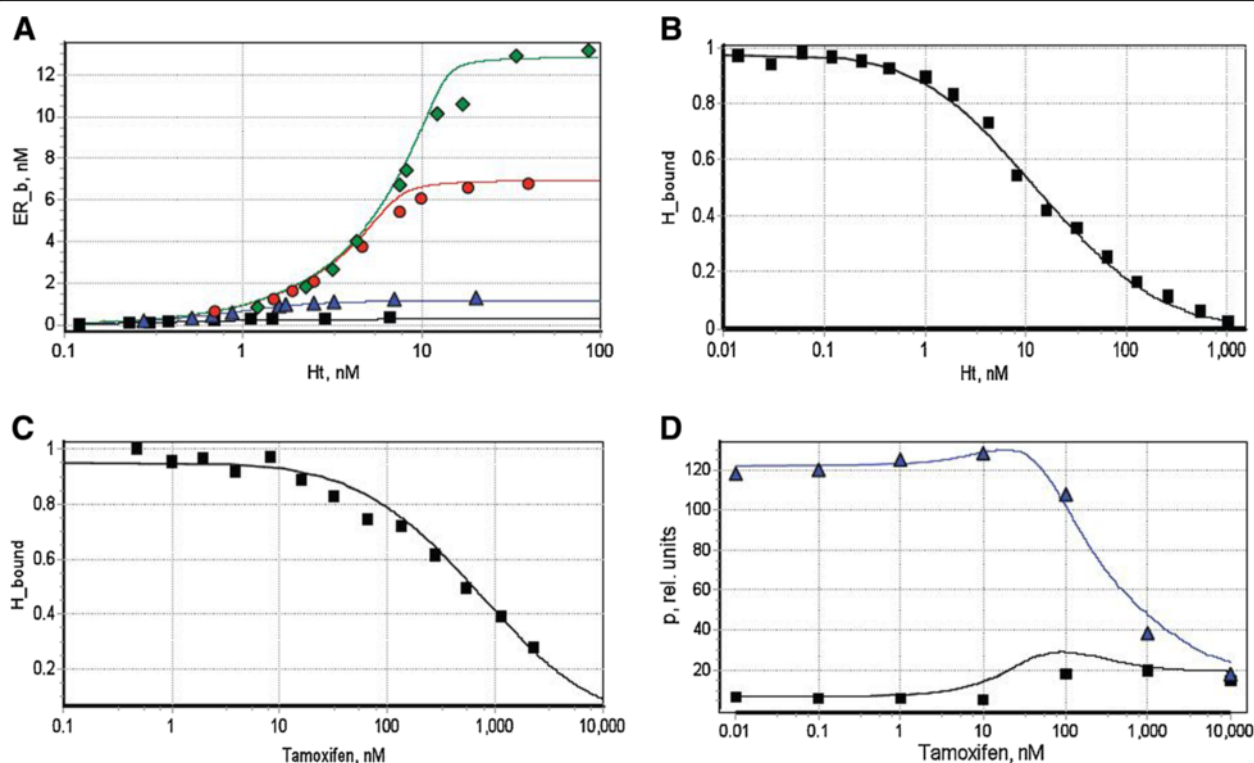 A
ER_b, nM
12
10
8
6
4
2
0
0.1 1 10 100
Ht, nM
B
H_bound
1
0.8
0.6
0.4
0.2
0
0.01 0.1 1 10 100 1,000
Ht, nM
C
H_bound
1
0.8
0.6
0.4
0.2
0.1 1 10 100 1,000 10,000
Tamoxifen, nM
D
p, rel. units
120
100
80
60
40
20
0.01 0.1 1 10 100 1,000 10,000
Tamoxifen, nM